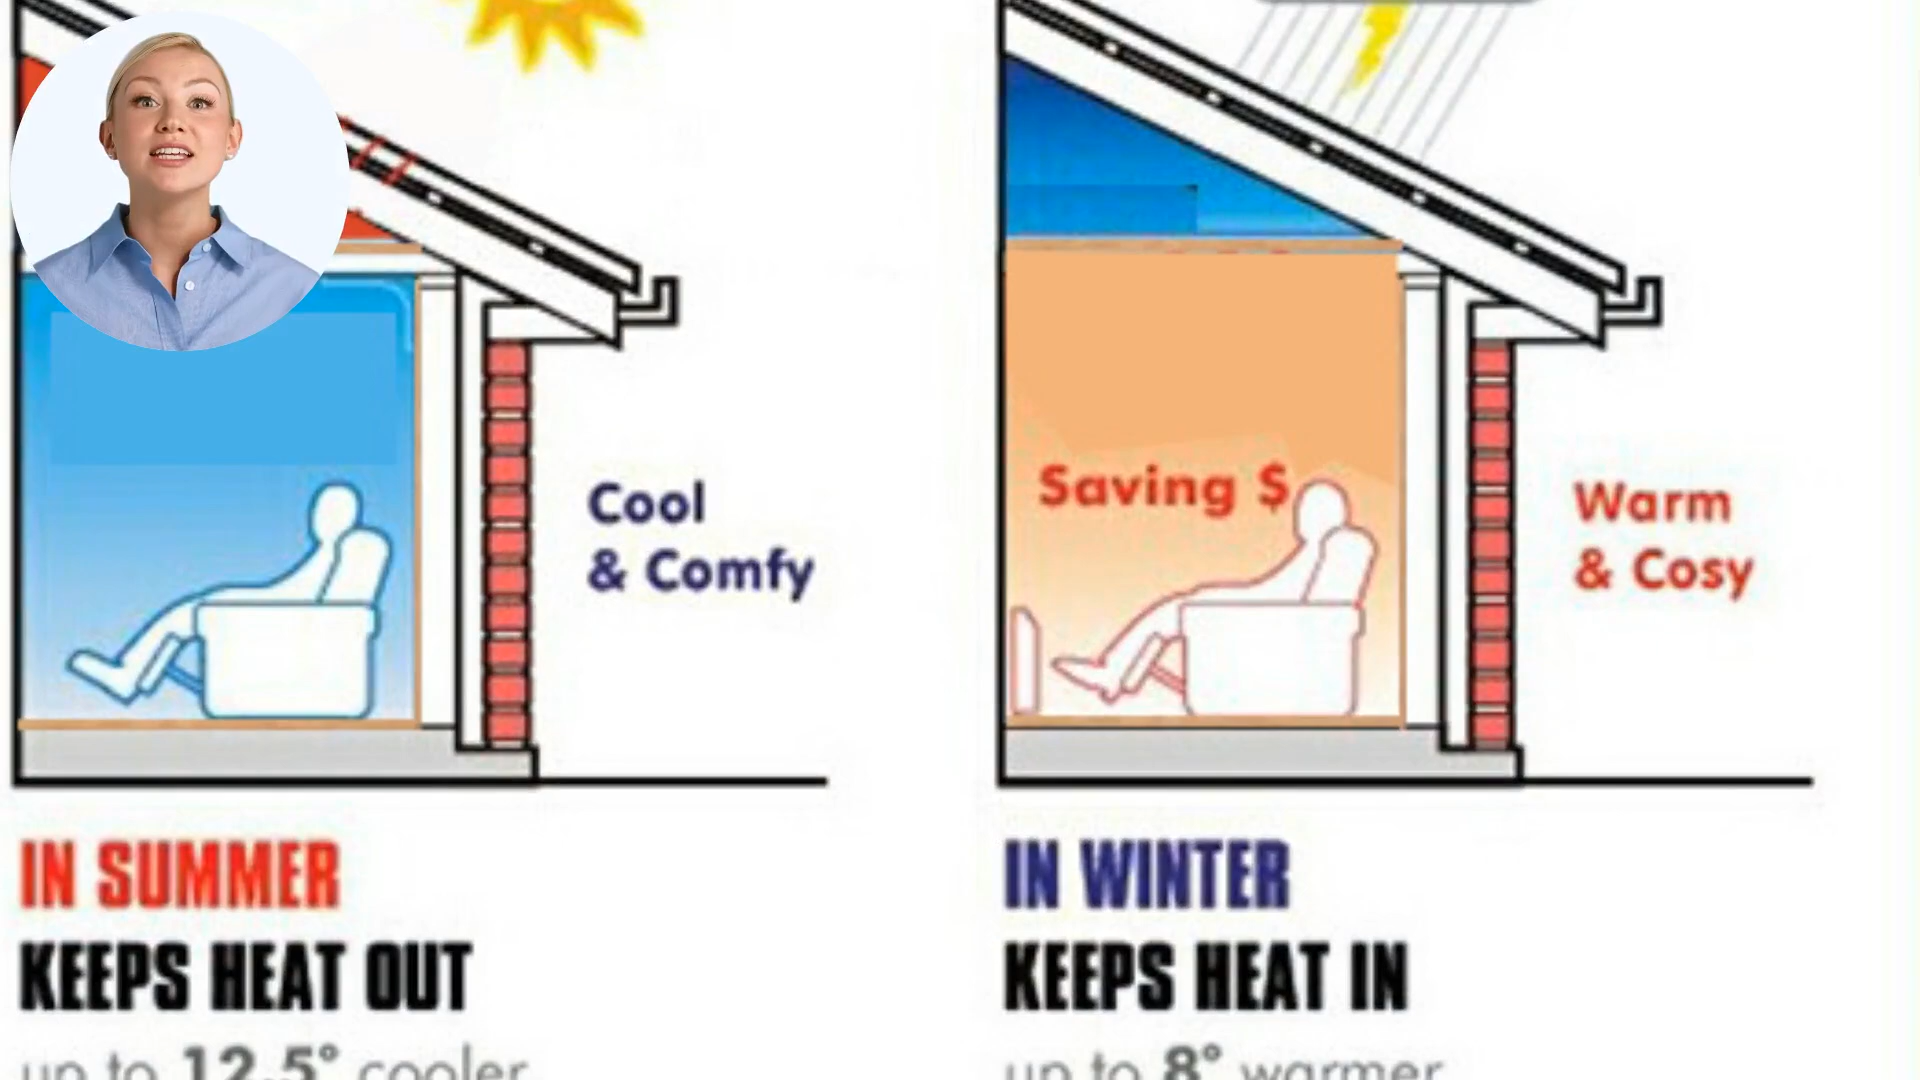 Cool
& Comfy
IN SUMMER
KEEPS HEAT OUT
up to 12.5° cooler
Saving $
Warm
& Cosy
IN WINTER
KEEPS HEAT IN
up to 8° warmer